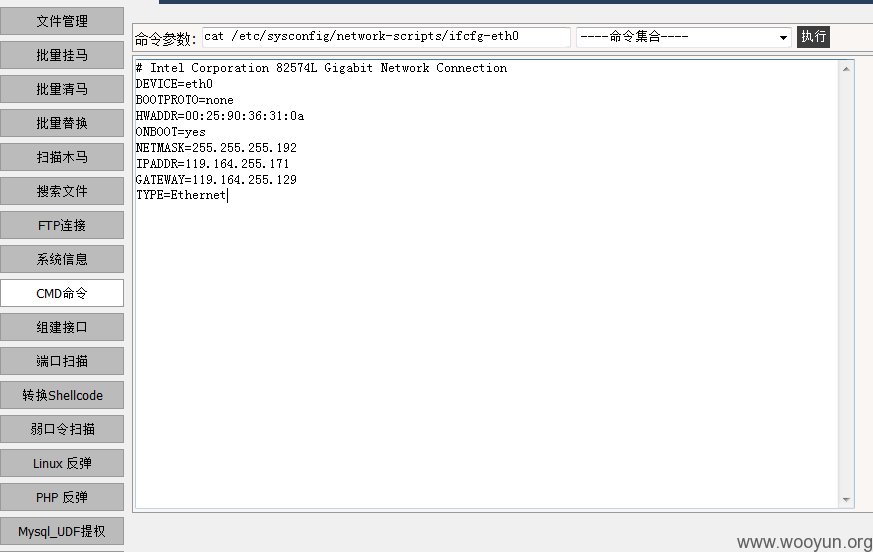 文件管理
批量挂马
批量清马
批量替换
扫描木马
搜索文件
FTP连接
系统信息
CMD命令
组建接口
端口扫描
转换Shellcode
弱口令扫描
Linux 反弹
PHP 反弹
Mysql_UDF提权
命令参数: cat /etc/sysconfig/network-scripts/ifcfg-eth0 ----命令集合---- 执行
# Intel Corporation 82574L Gigabit Network Connection
DEVICE=eth0
BOOTPROTO=none
HWADDR=00:25:90:36:31:0a
ONBOOT=yes
NETMASK=255.255.255.192
IPADDR=119.164.255.171
GATEWAY=119.164.255.129
TYPE=Ethernet
www.wooyun.org